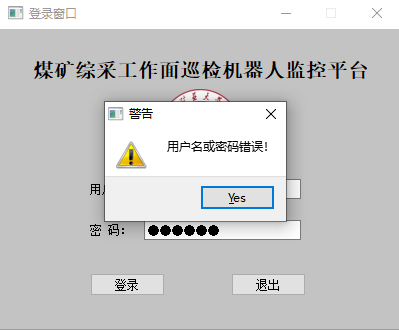 登录窗口
煤矿综采工作面巡检机器人监控平台
警告
用户名或密码错误!
Yes
用户
密 码: ●●●●●●
登录 退出